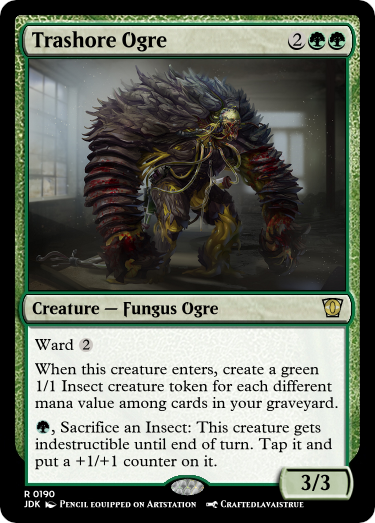 Trashore Ogre 2
Creature — Fungus Ogre
Ward 2
When this creature enters, create a green
1/1 Insect creature token for each different
mana value among cards in your graveyard.
, Sacrifice an Insect: This creature gets
indestructible until end of turn. Tap it and
put a +1/+1 counter on it.
3/3
R 0190
JDK Pencil equipped on Artstation Craftedlavaistrue